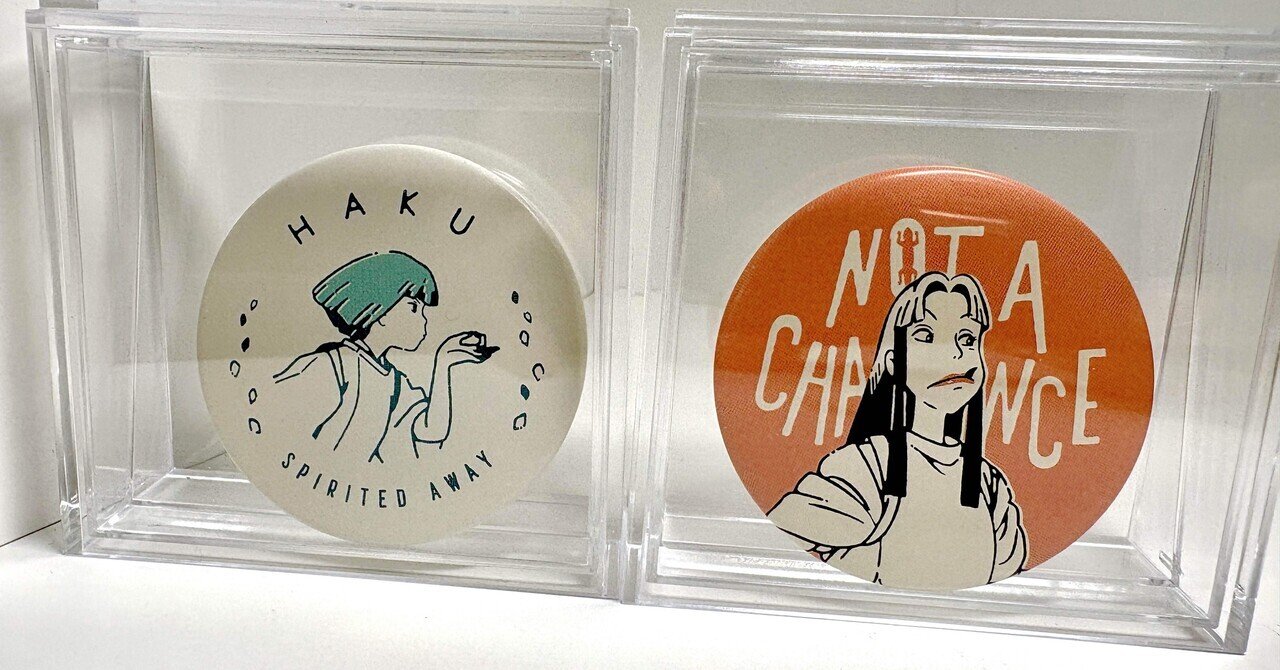 HAKU
SPIRITED AWAY
NOT A
CHANCE